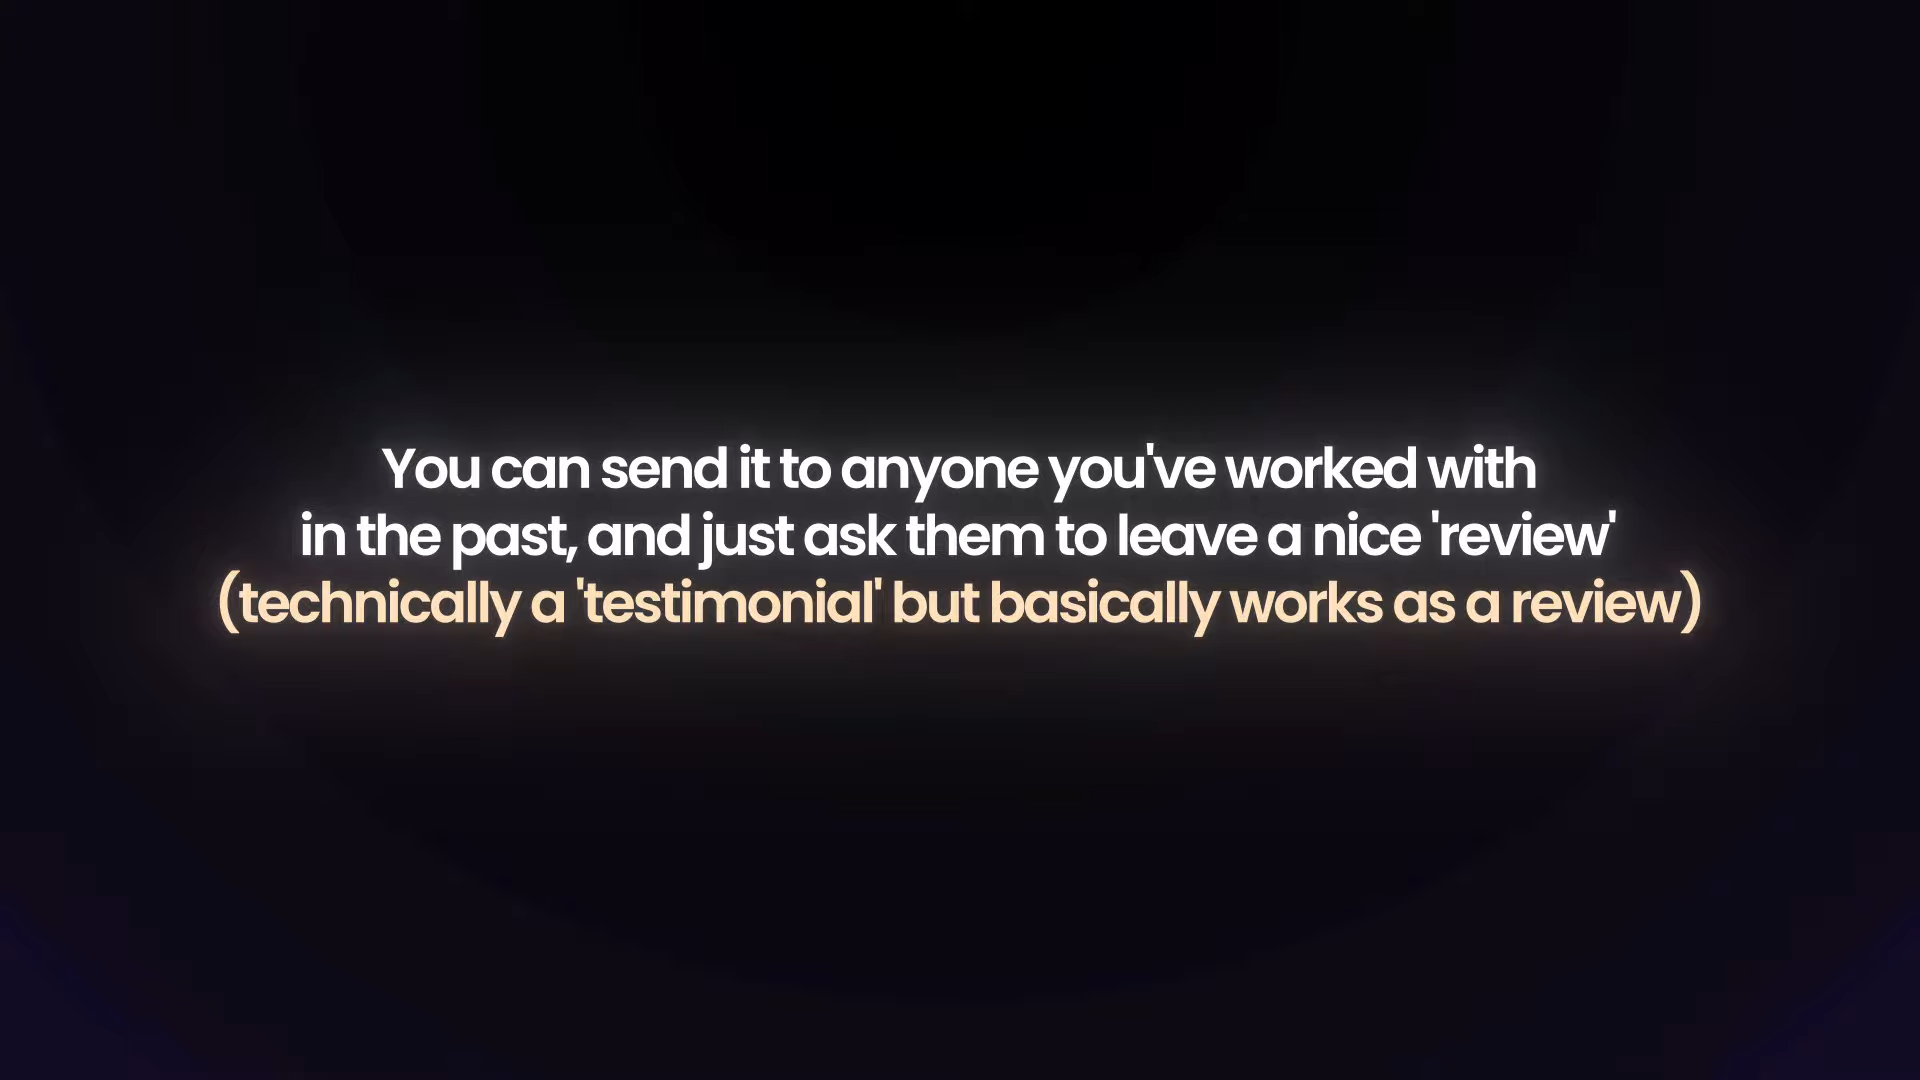 You can send it to anyone you've worked with
in the past, and just ask them to leave a nice 'review'
(technically a 'testimonial' but basically works as a review)